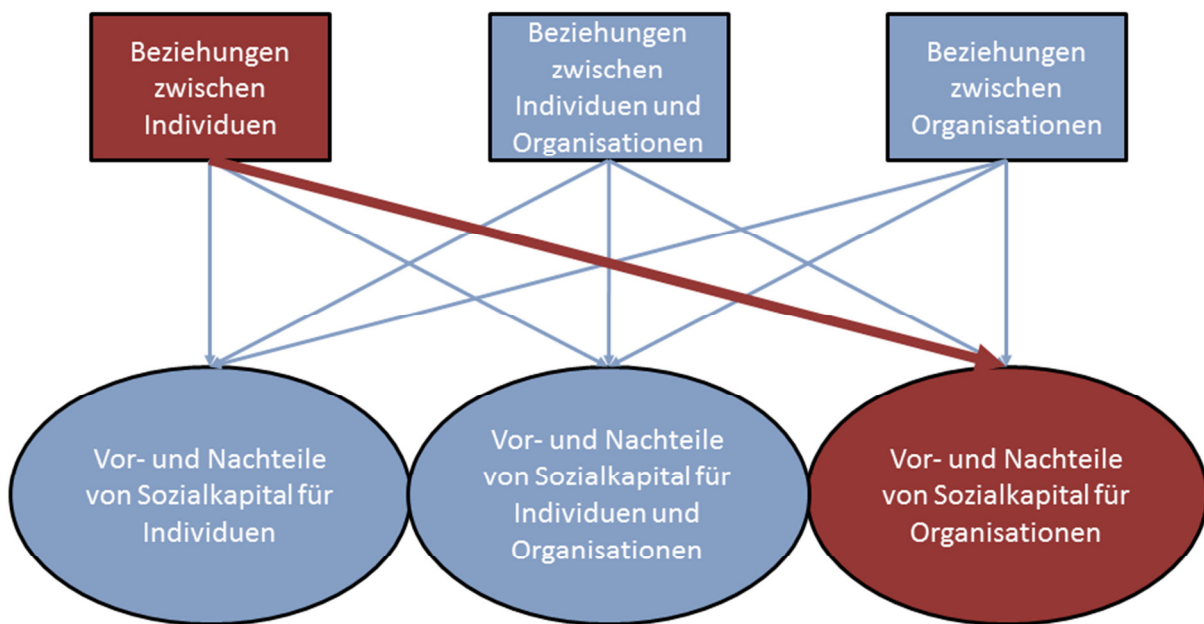 Beziehungen
zwischen
Individuen
Beziehungen
zwischen
Individuen und
Organisationen
Beziehungen
zwischen
Organisationen
Vor- und Nachteile
von Sozialkapital für
Individuen
Vor- und Nachteile
von Sozialkapital für
Individuen und
Organisationen
Vor- und Nachteile
von Sozialkapital für
Organisationen